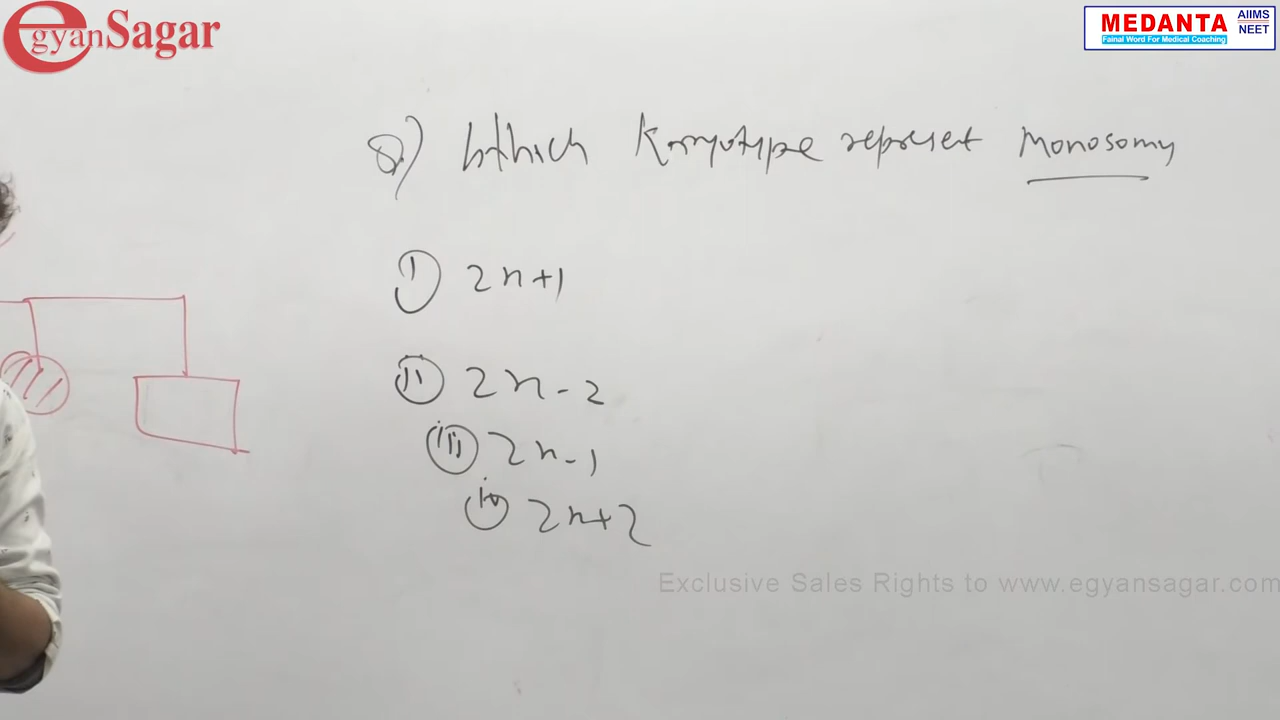 egyanSagar
MEDANTA AIIMS NEET
Fainal Word For Medical Coaching
Q.) Which Karyotype represent Monosomy
i) 2n+1
ii) 2n-2
iii) 2n-1
iv) 2n+2
Exclusive Sales Rights to www.egyansagar.com